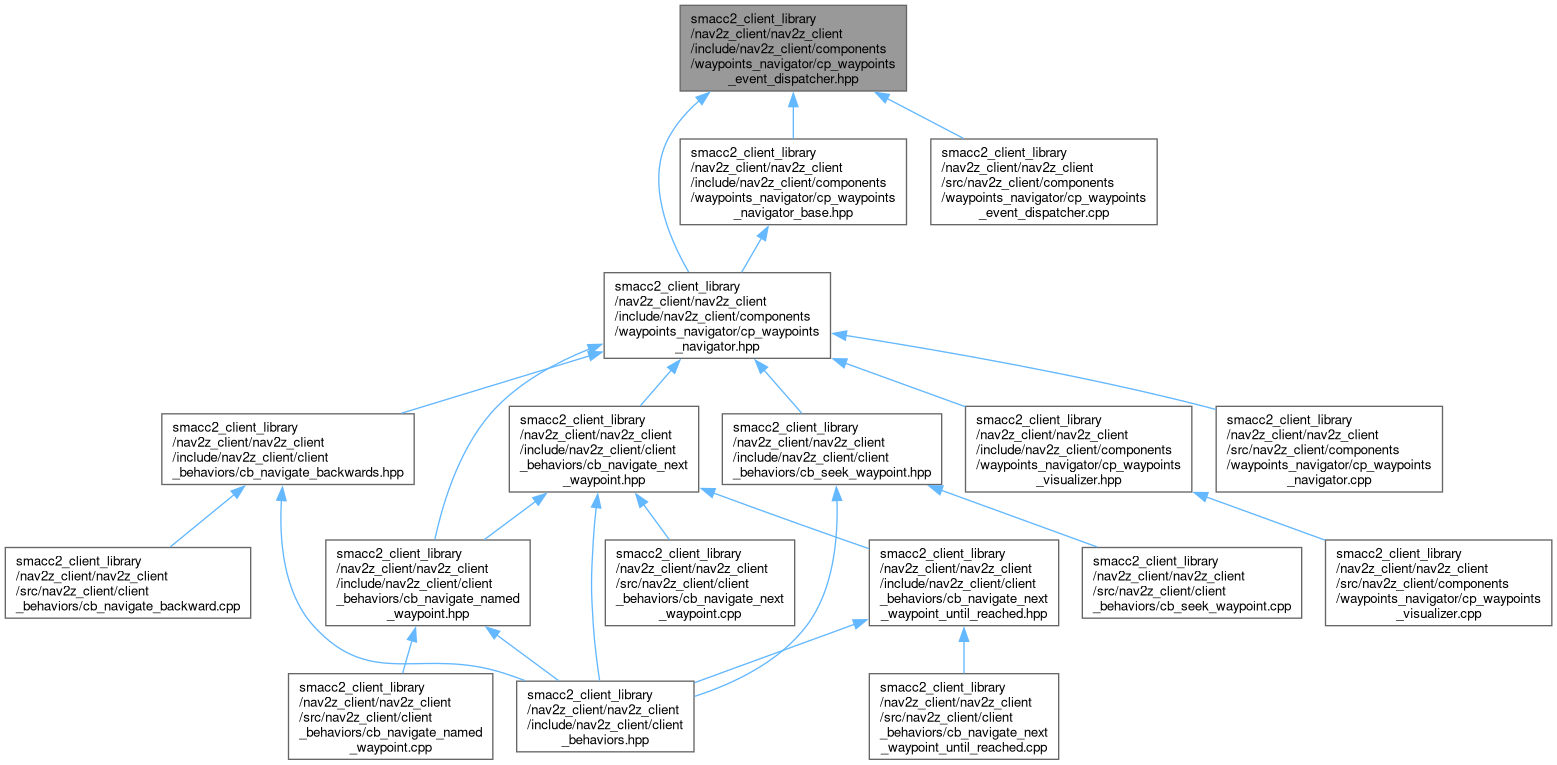 smacc2_client_library
/nav2z_client/nav2z_client
/include/nav2z_client/components
/waypoints_navigator/cp_waypoints
_event_dispatcher.hpp
smacc2_client_library
/nav2z_client/nav2z_client
/include/nav2z_client/components
/waypoints_navigator/cp_waypoints
_navigator_base.hpp
smacc2_client_library
/nav2z_client/nav2z_client
/src/nav2z_client/components
/waypoints_navigator/cp_waypoints
_event_dispatcher.cpp
smacc2_client_library
/nav2z_client/nav2z_client
/include/nav2z_client/components
/waypoints_navigator/cp_waypoints
_navigator.hpp
smacc2_client_library
/nav2z_client/nav2z_client
/include/nav2z_client/client
_behaviors/cb_navigate_backwards.hpp
smacc2_client_library
/nav2z_client/nav2z_client
/include/nav2z_client/client
_behaviors/cb_navigate_next
_waypoint.hpp
smacc2_client_library
/nav2z_client/nav2z_client
/include/nav2z_client/client
_behaviors/cb_seek_waypoint.hpp
smacc2_client_library
/nav2z_client/nav2z_client
/include/nav2z_client/components
/waypoints_navigator/cp_waypoints
_visualizer.hpp
smacc2_client_library
/nav2z_client/nav2z_client
/src/nav2z_client/components
/waypoints_navigator/cp_waypoints
_navigator.cpp
smacc2_client_library
/nav2z_client/nav2z_client
/src/nav2z_client/client
_behaviors/cb_navigate_backward.cpp
smacc2_client_library
/nav2z_client/nav2z_client
/include/nav2z_client/client
_behaviors/cb_navigate_named
_waypoint.hpp
smacc2_client_library
/nav2z_client/nav2z_client
/src/nav2z_client/client
_behaviors/cb_navigate_next
_waypoint.cpp
smacc2_client_library
/nav2z_client/nav2z_client
/include/nav2z_client/client
_behaviors/cb_navigate_next
_waypoint_until_reached.hpp
smacc2_client_library
/nav2z_client/nav2z_client
/src/nav2z_client/client
_behaviors/cb_seek_waypoint.cpp
smacc2_client_library
/nav2z_client/nav2z_client
/src/nav2z_client/components
/waypoints_navigator/cp_waypoints
_visualizer.cpp
smacc2_client_library
/nav2z_client/nav2z_client
/src/nav2z_client/client
_behaviors/cb_navigate_named
_waypoint.cpp
smacc2_client_library
/nav2z_client/nav2z_client
/include/nav2z_client/client
_behaviors.hpp
smacc2_client_library
/nav2z_client/nav2z_client
/src/nav2z_client/client
_behaviors/cb_navigate_next
_waypoint_until_reached.cpp